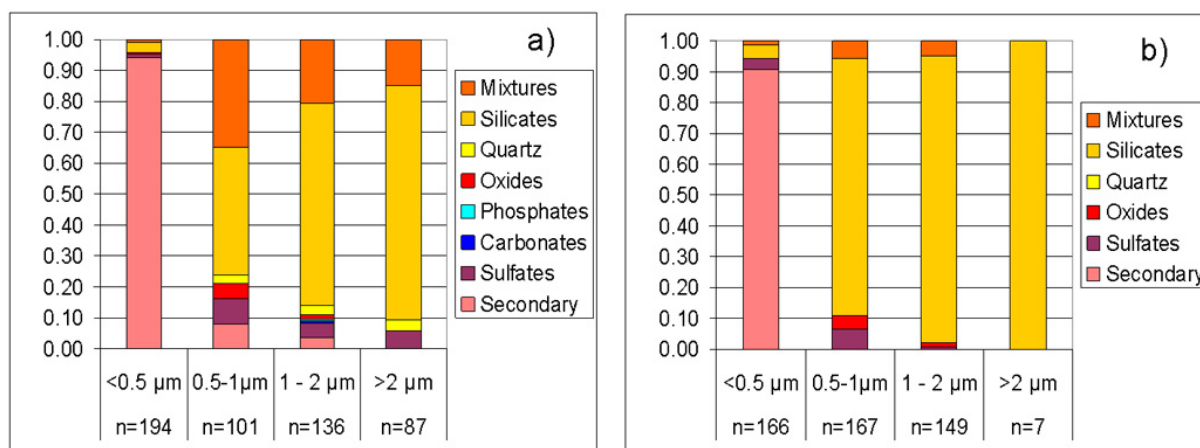 a)
1.00
0.90
0.80
0.70
0.60
0.50
0.40
0.30
0.20
0.10
0.00
<0.5 µm 0.5-1µm 1 - 2 µm >2 µm
n=194 n=101 n=136 n=87
Mixtures
Silicates
Quartz
Oxides
Phosphates
Carbonates
Sulfates
Secondary
b)
1.00
0.90
0.80
0.70
0.60
0.50
0.40
0.30
0.20
0.10
0.00
<0.5 µm 0.5-1µm 1 - 2 µm >2 µm
n=166 n=167 n=149 n=7
Mixtures
Silicates
Quartz
Oxides
Sulfates
Secondary